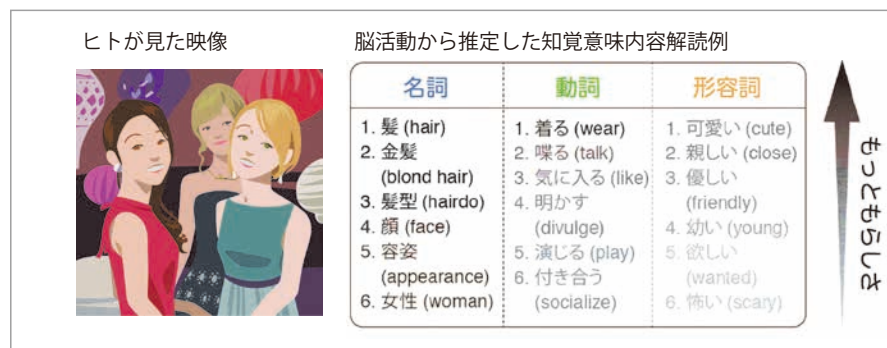 ヒトが見た映像
脳活動から推定した知覚意味内容解読例
名詞
1. 髪 (hair)
2. 金髪
(blond hair)
3. 髪型 (hairdo)
4. 顔 (face)
5. 容姿
(appearance)
6. 女性 (woman)
動詞
1. 着る (wear)
2. 喋る (talk)
3. 気に入る (like)
4. 明かす
(divulge)
5. 演じる (play)
6. 付き合う
(socialize)
形容詞
1. 可愛い (cute)
2. 親しい (close)
3. 優しい
(friendly)
4. 幼い (young)
5. 欲しい
(wanted)
6. 怖い (scary)
もっともらしさ